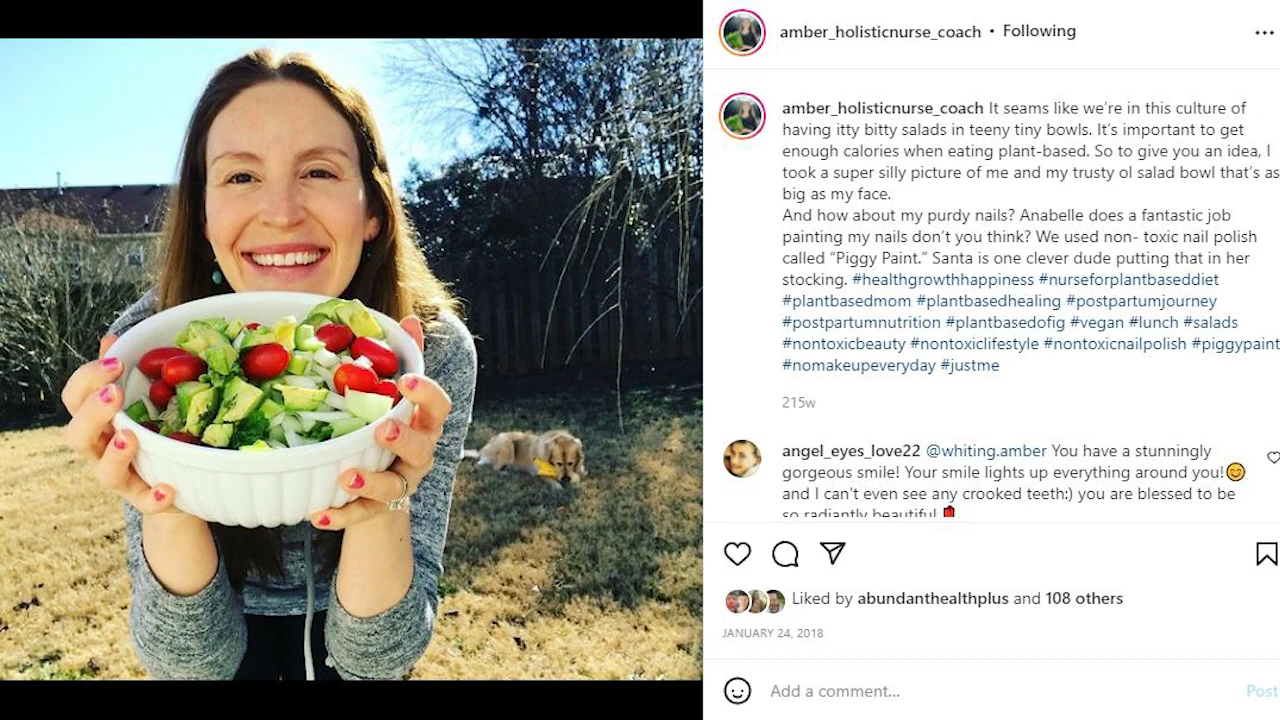 amber_holisticnurse_coach • Following
amber_holisticnurse_coach It seams like we're in this culture of
having itty bitty salads in teeny tiny bowls. It's important to get
enough calories when eating plant-based. So to give you an idea, I
took a super silly picture of me and my trusty ol salad bowl that's as
big as my face.
And how about my purdy nails? Anabelle does a fantastic job
painting my nails don't you think? We used non- toxic nail polish
called “Piggy Paint.” Santa is one clever dude putting that in her
stocking. #healthgrowthhappiness #nurseforplantbaseddiet
#plantbasedmom #plantbasedhealing #postpartumjourney
#postpartumnutrition #plantbasedofig #vegan #lunch #salads
#nontoxicbeauty #nontoxiclifestyle #nontoxicnailpolish #piggypaint
#nomakeupeveryday #justme
215w
angel_eyes_love22 @whiting.amber You have a stunningly
gorgeous smile! Your smile lights up everything around you!😊
and I can't even see any crooked teeth:) you are blessed to be
so radiantly beautiful
Liked by abundanthealthplus and 108 others
JANUARY 24, 2018
Add a comment...
Post